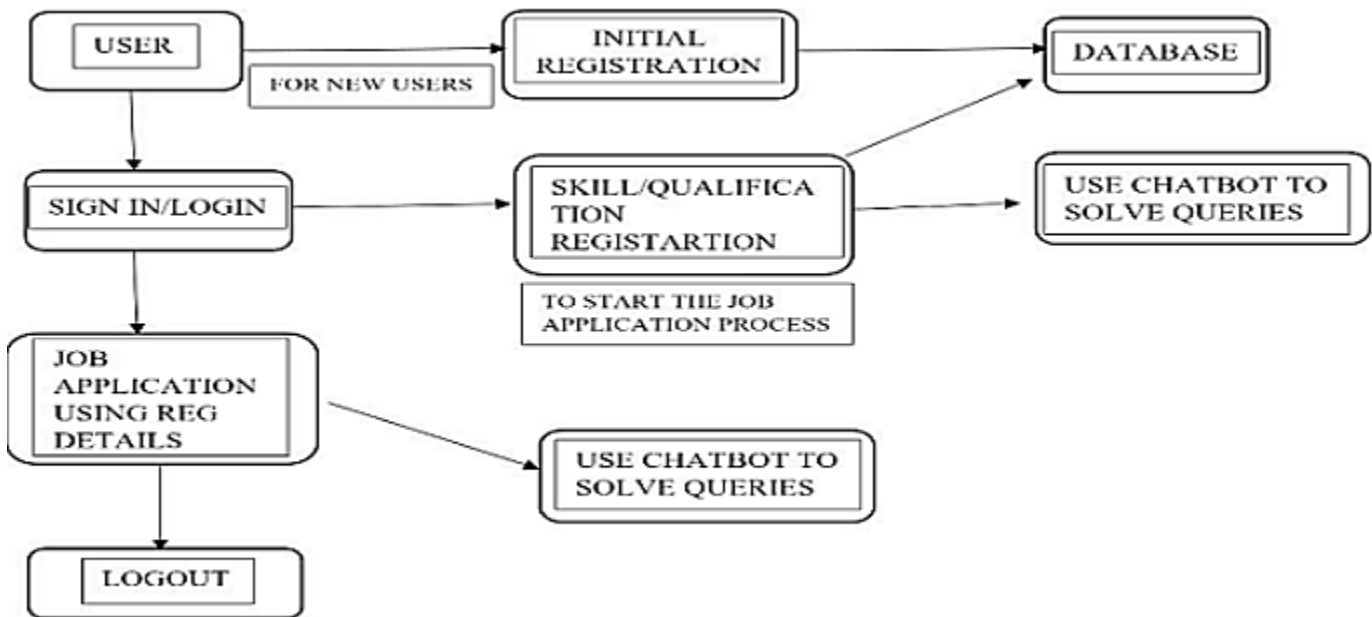 USER
FOR NEW USERS
INITIAL
REGISTRATION
DATABASE
SIGN IN/LOGIN
SKILL/QUALIFICA
TION
REGISTARTION
TO START THE JOB
APPLICATION PROCESS
USE CHATBOT TO
SOLVE QUERIES
JOB
APPLICATION
USING REG
DETAILS
USE CHATBOT TO
SOLVE QUERIES
LOGOUT